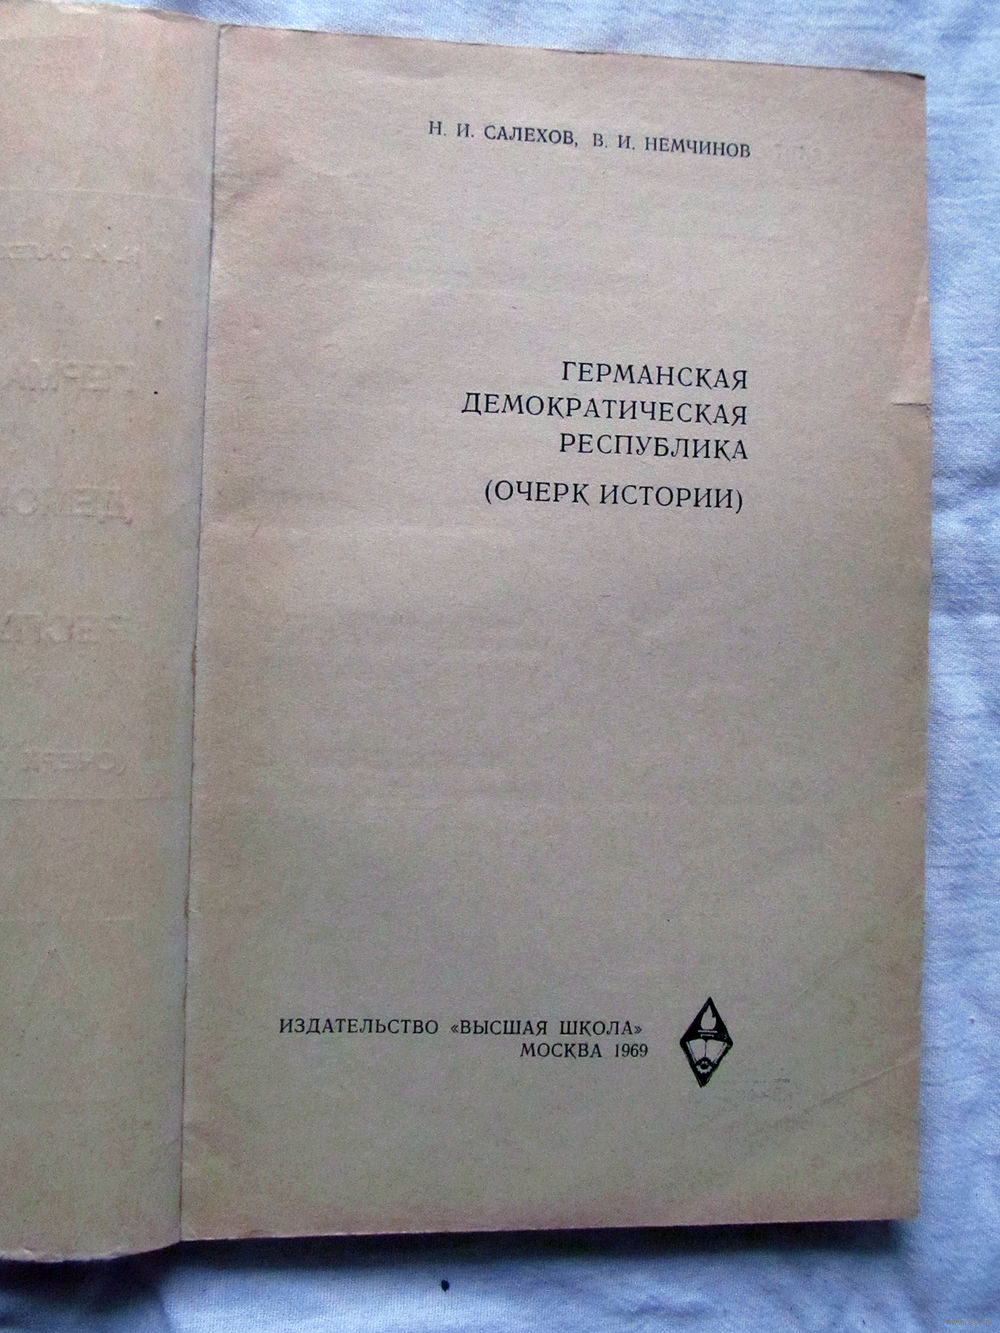 Н. И. САЛЕХОВ, В. И. НЕМЧИНОВ
ГЕРМАНСКАЯ
ДЕМОКРАТИЧЕСКАЯ
РЕСПУБЛИКА
(ОЧЕРК ИСТОРИИ)
ИЗДАТЕЛЬСТВО «ВЫСШАЯ ШКОЛА»
МОСКВА 1969